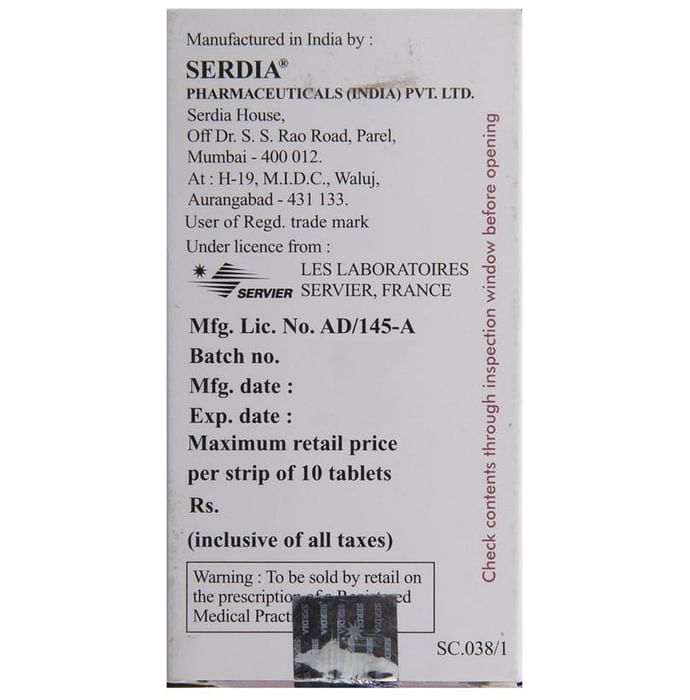 Manufactured in India by :
SERDIA®
PHARMACEUTICALS (INDIA) PVT. LTD.
Serdia House,
Off Dr. S. S. Rao Road, Parel,
Mumbai - 400 012.
At : H-19, M.I.D.C., Waluj,
Aurangabad - 431 133.
User of Regd. trade mark
Under licence from :
SERVIER
LES LABORATOIRES
SERVIER, FRANCE
Mfg. Lic. No. AD/145-A
Batch no.
Mfg. date :
Exp. date :
Maximum retail price
per strip of 10 tablets
Rs.
(inclusive of all taxes)
Warning : To be sold by retail on
the prescription of a Registered
Medical
SERDIA SERDIA SERDIA
SC.038/1
Check contents through inspection window before opening